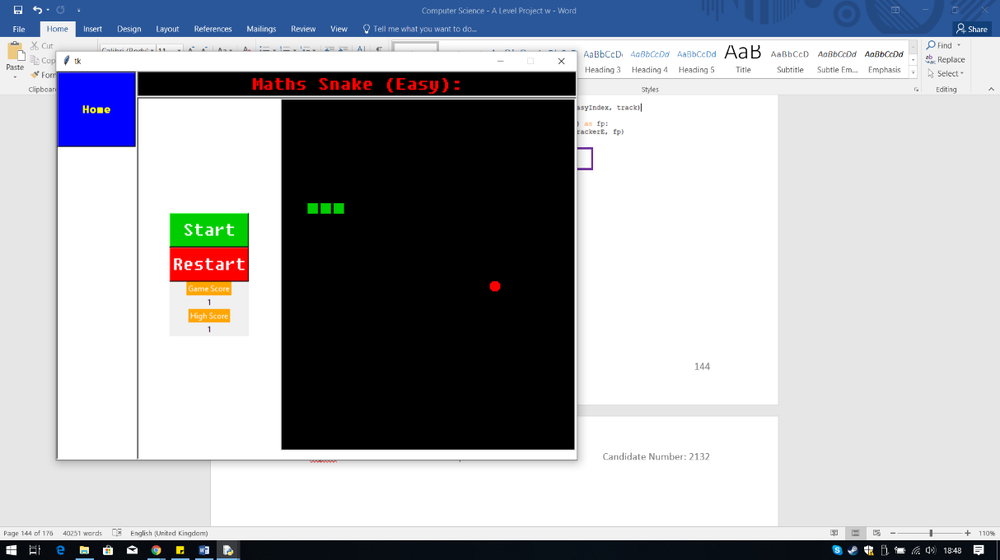 Computer Science - A Level Project w - Word
File Home Insert Design Layout References Mailings Review View Tell me what you want to do... Share
Paste
Cut
Clipboard
AaBbCcD AaBbCcDd AaBbCcDd AaB AaBbCcD AaBbCcDd AaBbCcDd
Heading 3 Heading 4 Heading 5 Title Subtitle Subtle Em... Emphasis
Styles
Find
Replace
Select
Editing
tk
Home
Maths Snake (Easy):
Start
Restart
Game Score
1
High Score
1
asyIndex, track)
) as fp:
rackerE, fp)
144
Candidate Number: 2132
Page 144 of 176 40251 words English (United Kingdom) 110%
18:48